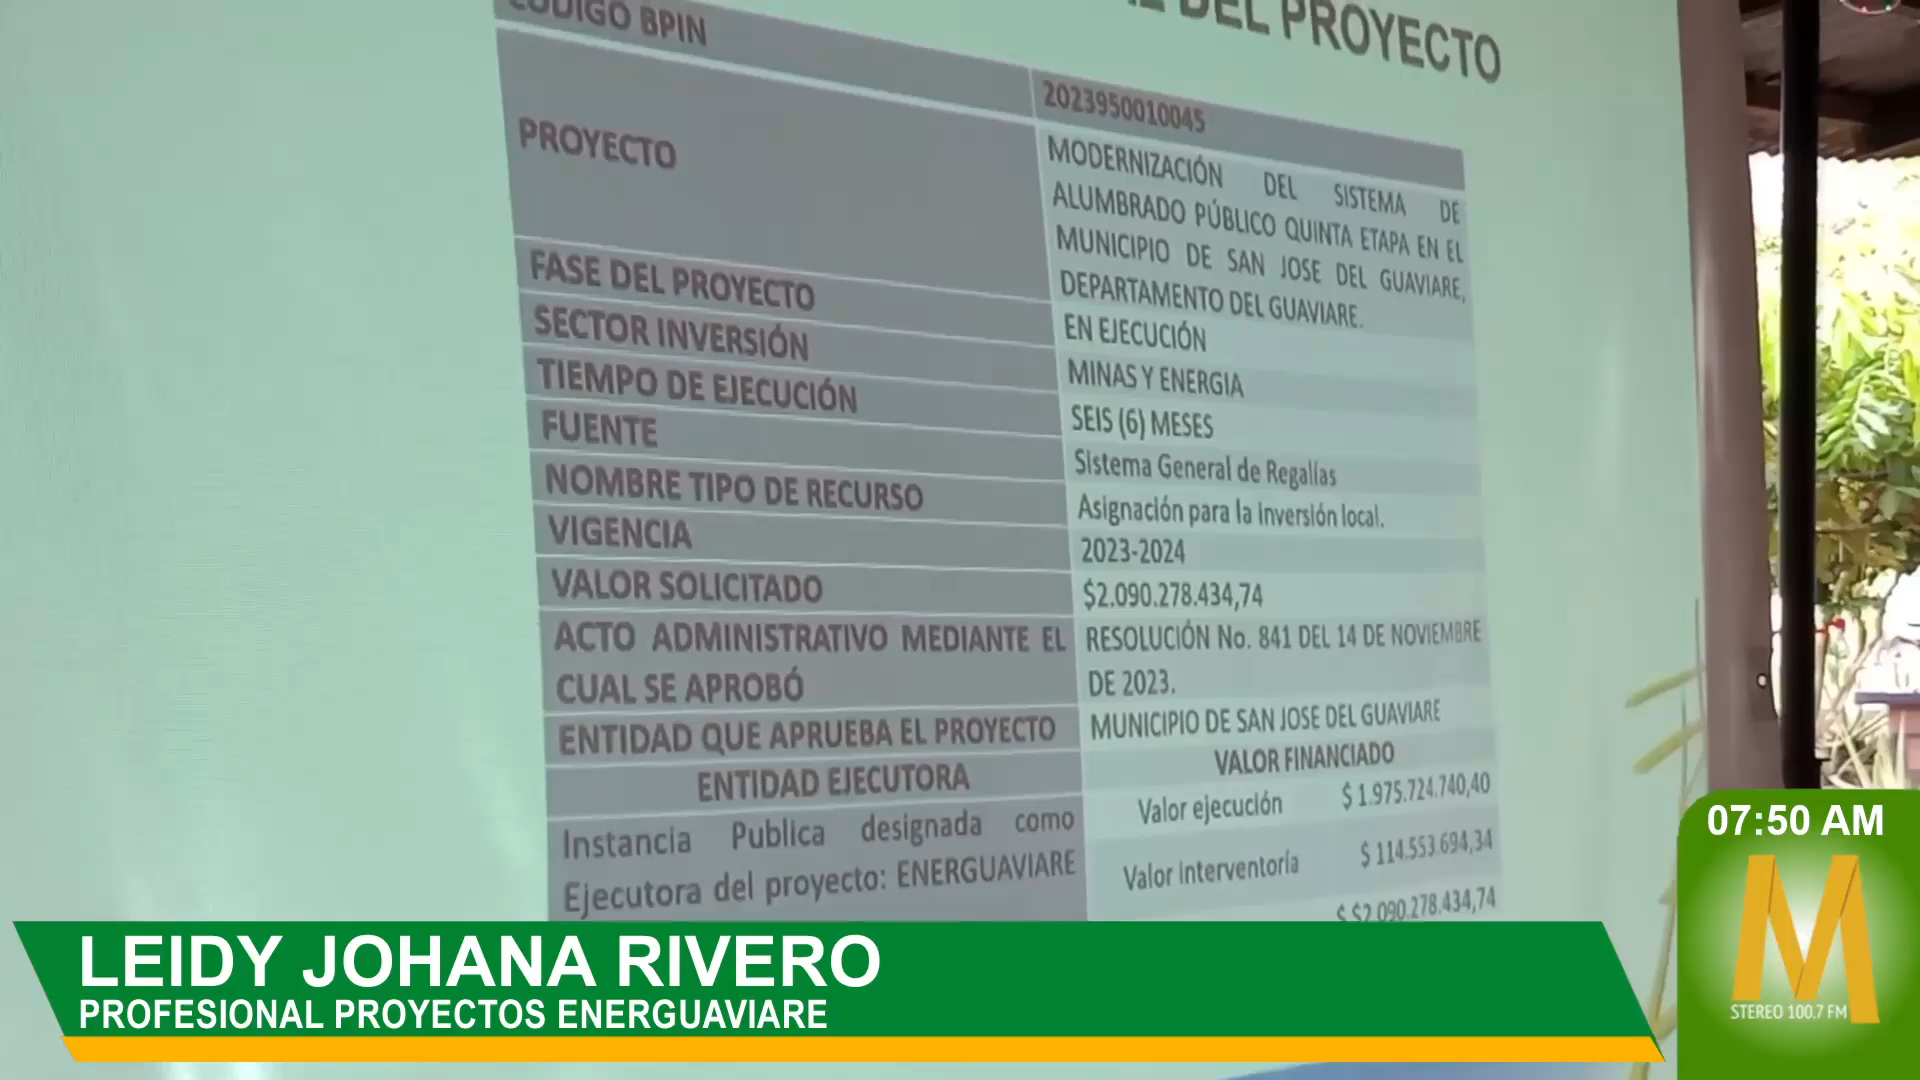 DEL PROYECTO
CÓDIGO BPIN
2023950010045
PROYECTO
MODERNIZACIÓN DEL SISTEMA DE
ALUMBRADO PÚBLICO QUINTA ETAPA EN EL
MUNICIPIO DE SAN JOSE DEL GUAVIARE,
DEPARTAMENTO DEL GUAVIARE.
FASE DEL PROYECTO
EN EJECUCIÓN
SECTOR INVERSIÓN
MINAS Y ENERGIA
TIEMPO DE EJECUCIÓN
SEIS (6) MESES
FUENTE
Sistema General de Regalías
NOMBRE TIPO DE RECURSO
Asignación para la inversión local.
VIGENCIA
2023-2024
VALOR SOLICITADO
$2.090.278.434,74
ACTO ADMINISTRATIVO MEDIANTE EL
CUAL SE APROBÓ
RESOLUCIÓN No. 841 DEL 14 DE NOVIEMBRE
DE 2023.
ENTIDAD QUE APRUEBA EL PROYECTO
MUNICIPIO DE SAN JOSE DEL GUAVIARE
ENTIDAD EJECUTORA
VALOR FINANCIADO
Instancia Publica designada como
Ejecutora del proyecto: ENERGUAVIARE
Valor ejecución $ 1.975.724.740,40
Valor interventoría $ 114.553.694,34
$ $2.090.278.434,74
07:50 AM
M
STEREO 100.7 FM
LEIDY JOHANA RIVERO
PROFESIONAL PROYECTOS ENERGUAVIARE